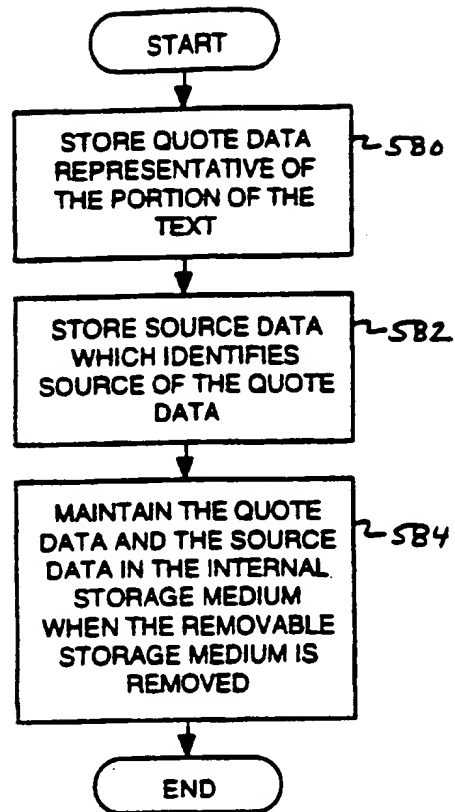 START
STORE QUOTE DATA
REPRESENTATIVE OF
THE PORTION OF THE
TEXT
580
STORE SOURCE DATA
WHICH IDENTIFIES
SOURCE OF THE QUOTE
DATA
582
MAINTAIN THE QUOTE
DATA AND THE SOURCE
DATA IN THE INTERNAL
STORAGE MEDIUM
WHEN THE REMOVABLE
STORAGE MEDIUM IS
REMOVED
584
END